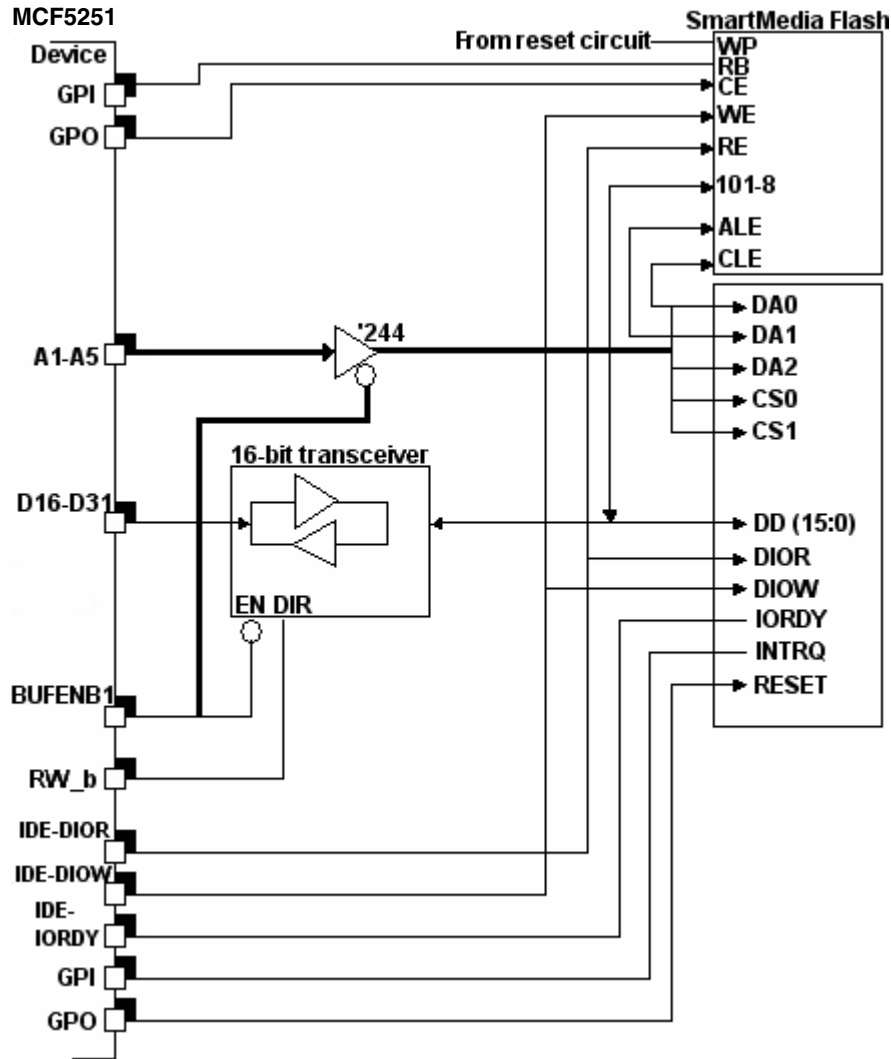 MCF5251
SmartMedia Flash
Device
From reset circuit
WP
RB
GPI
CE
GPO
WE
RE
101-8
ALE
CLE
DA0
'244
DA1
A1-A5
DA2
CS0
CS1
16-bit transceiver
D16-D31
DD (15:0)
DIOR
DIOW
EN DIR
IORDY
INTRQ
RESET
BUFENB1
RW_b
IDE-DIOR
IDE-DIOW
IDE-
IORDY
GPI
GPO